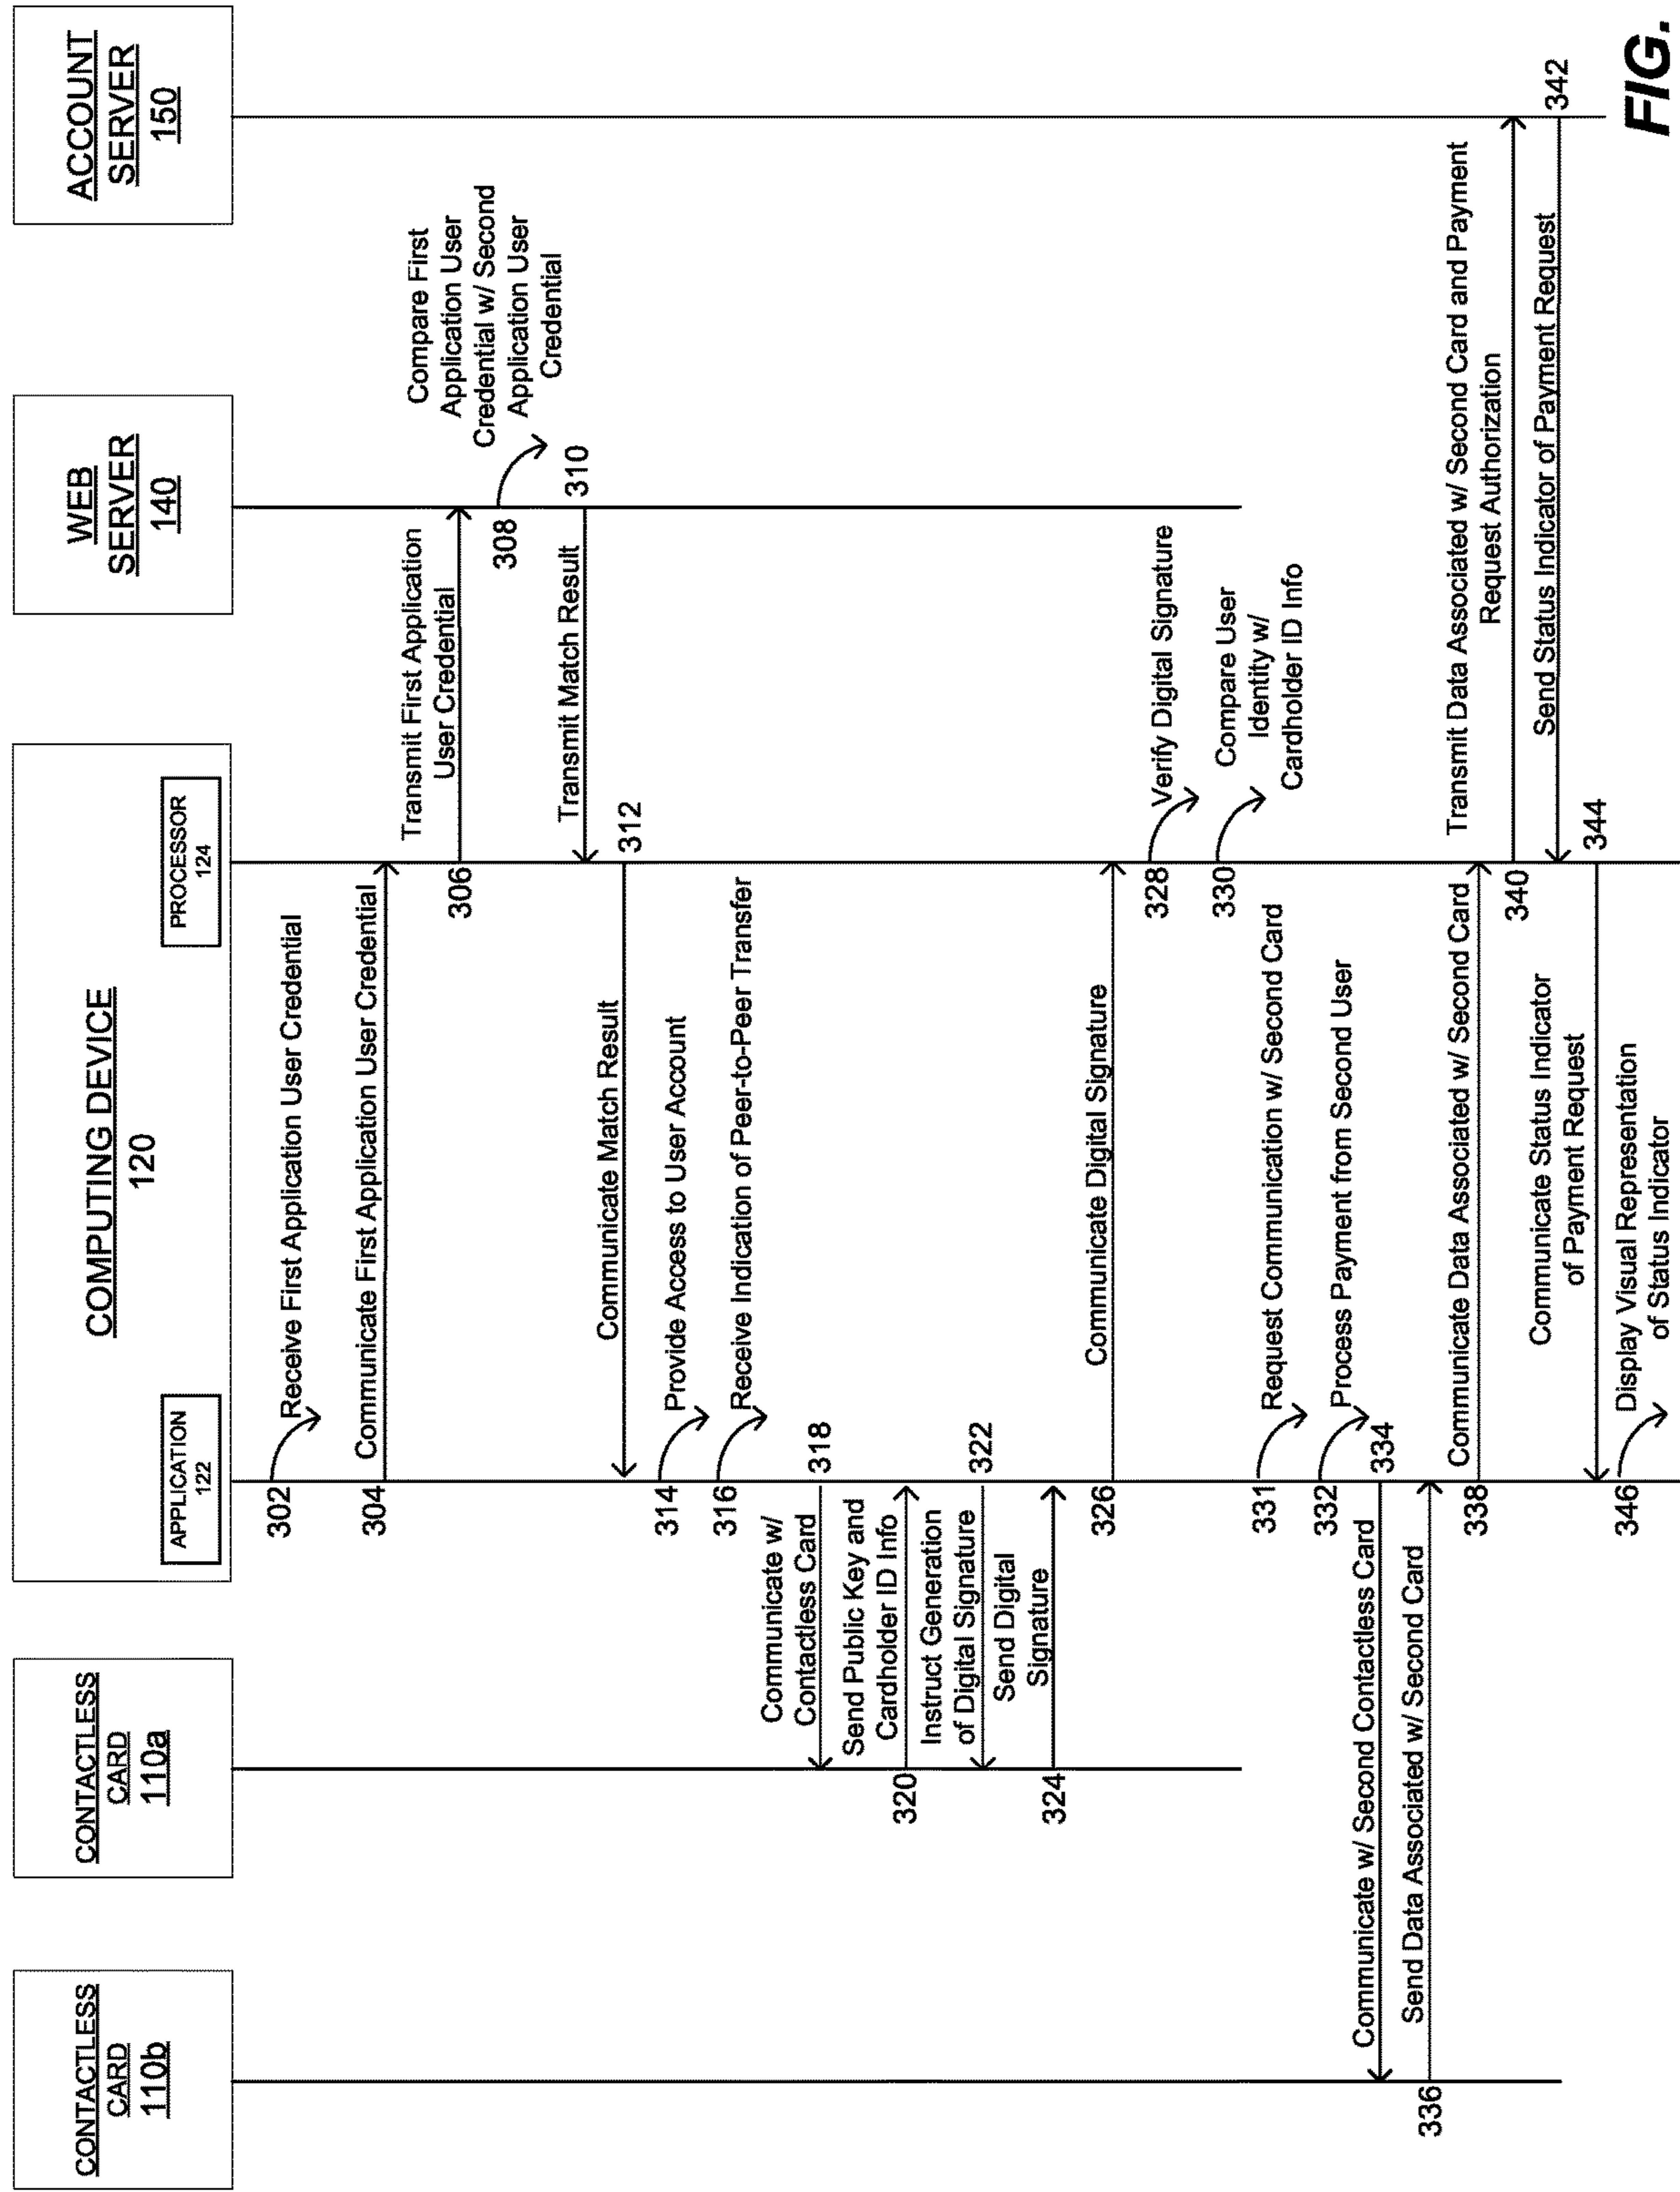 CONTACTLESS
CARD
110b
CONTACTLESS
CARD
110a
COMPUTING DEVICE
120
APPLICATION
122
PROCESSOR
124
WEB
SERVER
140
ACCOUNT
SERVER
150
302
Receive First Application User Credential
304
Communicate First Application User Credential
306
Transmit First Application
User Credential
308
Compare First
Application User
Credential w/ Second
Application User
Credential
310
Transmit Match Result
312
Communicate Match Result
314
Provide Access to User Account
316
Receive Indication of Peer-to-Peer Transfer
318
Communicate w/
Contactless Card
320
Send Public Key and
Cardholder ID Info
322
Instruct Generation
of Digital Signature
324
Send Digital
Signature
326
Communicate Digital Signature
328
Verify Digital Signature
330
Compare User
Identity w/
Cardholder ID Info
331
Request Communication w/ Second Card
332
Process Payment from Second User
334
Communicate w/ Second Contactless Card
336
Send Data Associated w/ Second Card
338
Communicate Data Associated w/ Second Card
340
Transmit Data Associated w/ Second Card and Payment
Request Authorization
342
Send Status Indicator of Payment Request
344
Communicate Status Indicator
of Payment Request
346
Display Visual Representation
of Status Indicator
FIG.